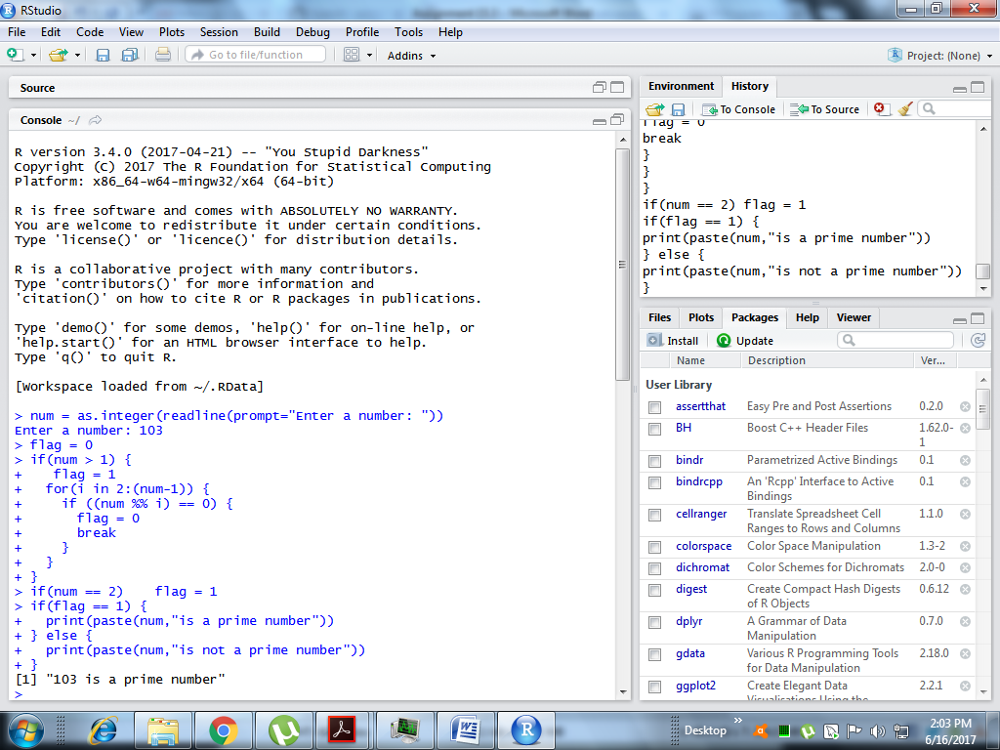 RStudio
File Edit Code View Plots Session Build Debug Profile Tools Help
Go to file/function
Addins
Project: (None)
Source
Console ~/
R version 3.4.0 (2017-04-21) -- "You Stupid Darkness"
Copyright (C) 2017 The R Foundation for Statistical Computing
Platform: x86_64-w64-mingw32/x64 (64-bit)
R is free software and comes with ABSOLUTELY NO WARRANTY.
You are welcome to redistribute it under certain conditions.
Type 'license()' or 'licence()' for distribution details.
R is a collaborative project with many contributors.
Type 'contributors()' for more information and
'citation()' on how to cite R or R packages in publications.
Type 'demo()' for some demos, 'help()' for on-line help, or
'help.start()' for an HTML browser interface to help.
Type 'q()' to quit R.
[Workspace loaded from ~/.RData]
> num = as.integer(readline(prompt="Enter a number: "))
Enter a number: 103
> flag = 0
> if(num > 1) {
+    flag = 1
+   for(i in 2:(num-1)) {
+     if ((num %% i) == 0) {
+       flag = 0
+       break
+     }
+   }
+ }
> if(num == 2)    flag = 1
> if(flag == 1) {
+   print(paste(num,"is a prime number"))
+ } else {
+   print(paste(num,"is not a prime number"))
+ }
[1] "103 is a prime number"
>
Environment History
To Console To Source
flag = 0
break
}
}
}
if(num == 2) flag = 1
if(flag == 1) {
print(paste(num,"is a prime number"))
} else {
print(paste(num,"is not a prime number"))
}
Files Plots Packages Help Viewer
Install Update
Name Description Ver...
User Library
assertthat Easy Pre and Post Assertions 0.2.0
BH Boost C++ Header Files 1.62.0-
1
bindr Parametrized Active Bindings 0.1
bindrcpp An 'Rcpp' Interface to Active 0.1
Bindings
cellranger Translate Spreadsheet Cell 1.1.0
Ranges to Rows and Columns
colorspace Color Space Manipulation 1.3-2
dichromat Color Schemes for Dichromats 2.0-0
digest Create Compact Hash Digests 0.6.12
of R Objects
dplyr A Grammar of Data 0.7.0
Manipulation
gdata Various R Programming Tools 2.18.0
for Data Manipulation
ggplot2 Create Elegant Data 2.2.1
Visualisations Using the
Desktop
2:03 PM
6/16/2017